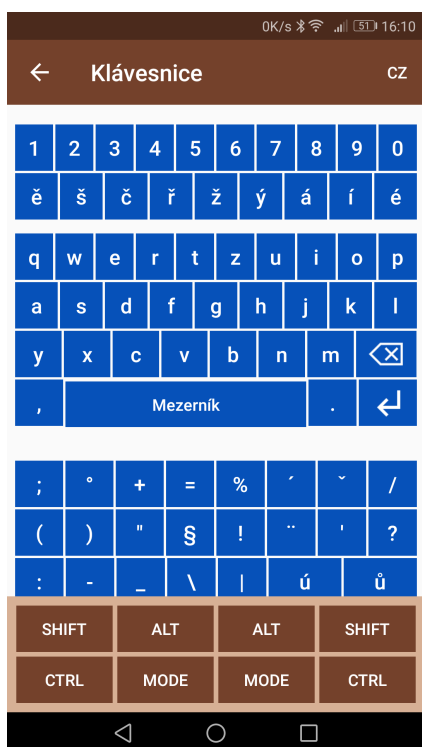 0K/s 51 16:10
Klávesnice CZ
1 2 3 4 5 6 7 8 9 0
ě š č ř ž ý á í é
q w e r t z u i o p
a s d f g h j k l
y x c v b n m
, Mezerník .
; ° + = % ´ ˇ /
( ) " § ! ¨ ' ?
: - _ \ | ú ů
SHIFT ALT ALT SHIFT
CTRL MODE MODE CTRL